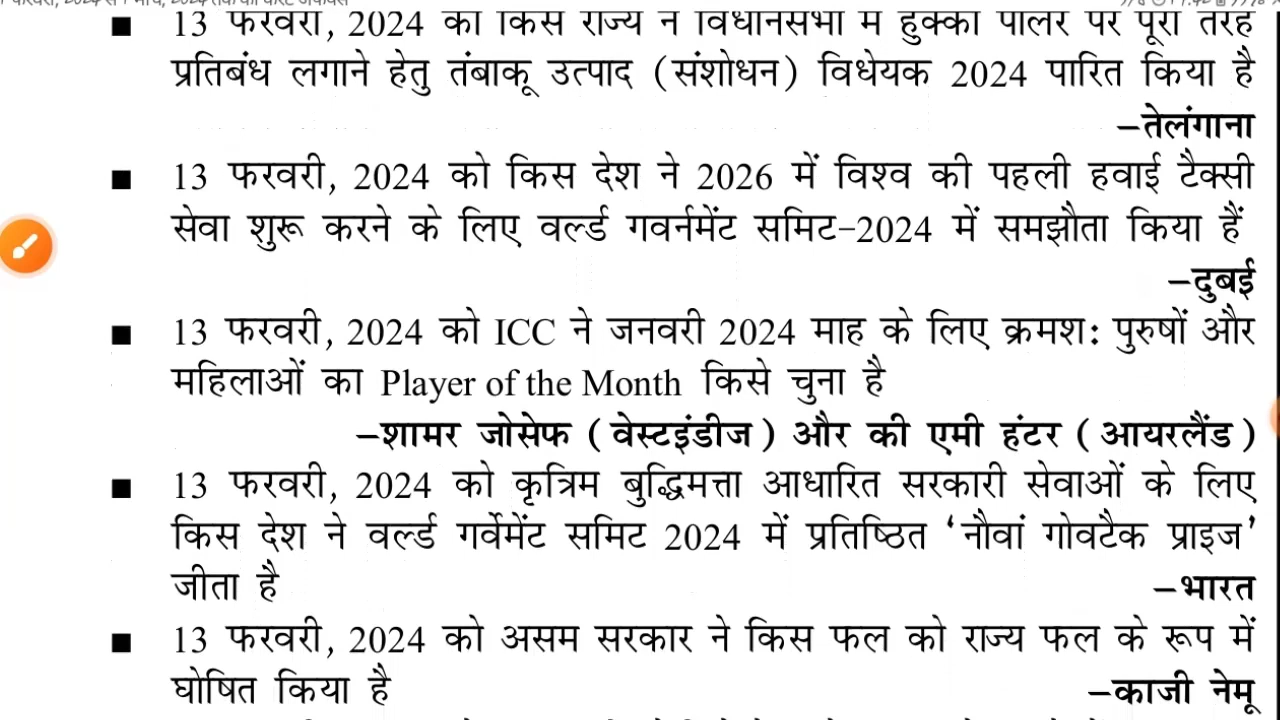 ■ 13 फरवरी, 2024 को किस राज्य ने विधानसभा में हुक्का पार्लर पर पूरी तरह
प्रतिबंध लगाने हेतु तंबाकू उत्पाद (संशोधन) विधेयक 2024 पारित किया है
–तेलंगाना
■ 13 फरवरी, 2024 को किस देश ने 2026 में विश्व की पहली हवाई टैक्सी
सेवा शुरू करने के लिए वर्ल्ड गवर्नमेंट समिट-2024 में समझौता किया हैं
–दुबई
■ 13 फरवरी, 2024 को ICC ने जनवरी 2024 माह के लिए क्रमशः पुरुषों और
महिलाओं का Player of the Month किसे चुना है
–शामर जोसेफ (वेस्टइंडीज) और की एमी हंटर (आयरलैंड)
■ 13 फरवरी, 2024 को कृत्रिम बुद्धिमत्ता आधारित सरकारी सेवाओं के लिए
किस देश ने वर्ल्ड गर्वेमेंट समिट 2024 में प्रतिष्ठित ‘नौवां गोवटैक प्राइज’
जीता है
–भारत
■ 13 फरवरी, 2024 को असम सरकार ने किस फल को राज्य फल के रूप में
घोषित किया है
–काजी नेमू